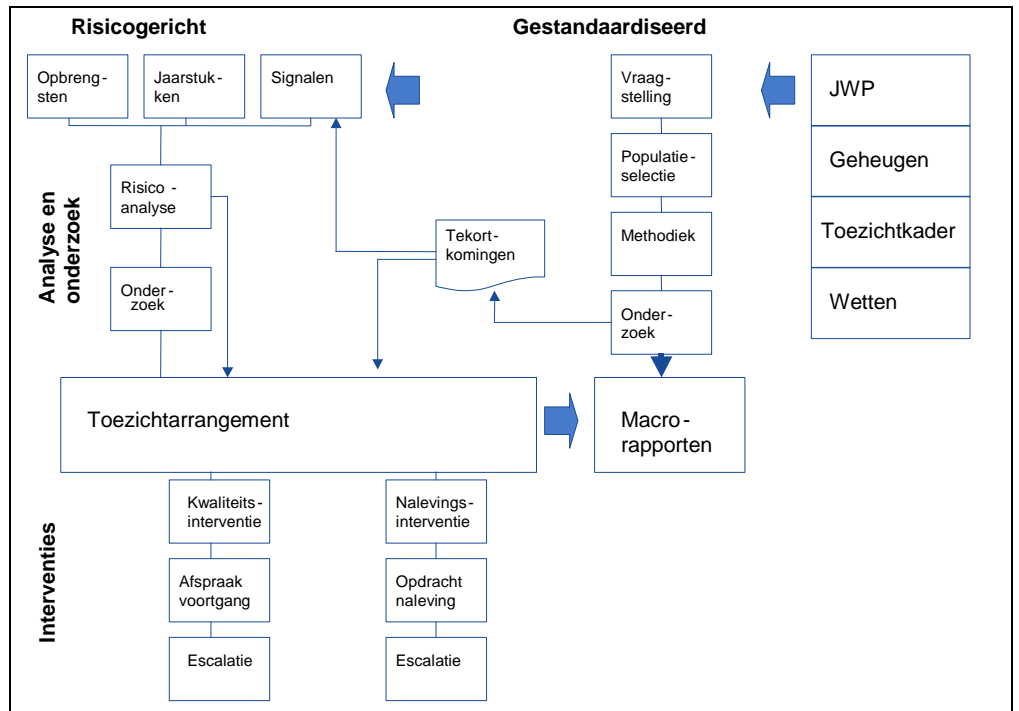 Risicogericht
Gestandaardiseerd
Opbreng-
sten
Jaarstuk-
ken
Signalen
Vraag-
stelling
JWP
Populatie-
selectie
Geheugen
Risico -
analyse
Methodiek
Toezichtkader
Tekort-
komingen
Analyse en
onderzoek
Onder-
zoek
Onder-
zoek
Wetten
Toezichtarrangement
Macro-
rapporten
Interventies
Kwaliteits-
interventie
Nalevings-
interventie
Afspraak
voortgang
Opdracht
naleving
Escalatie
Escalatie